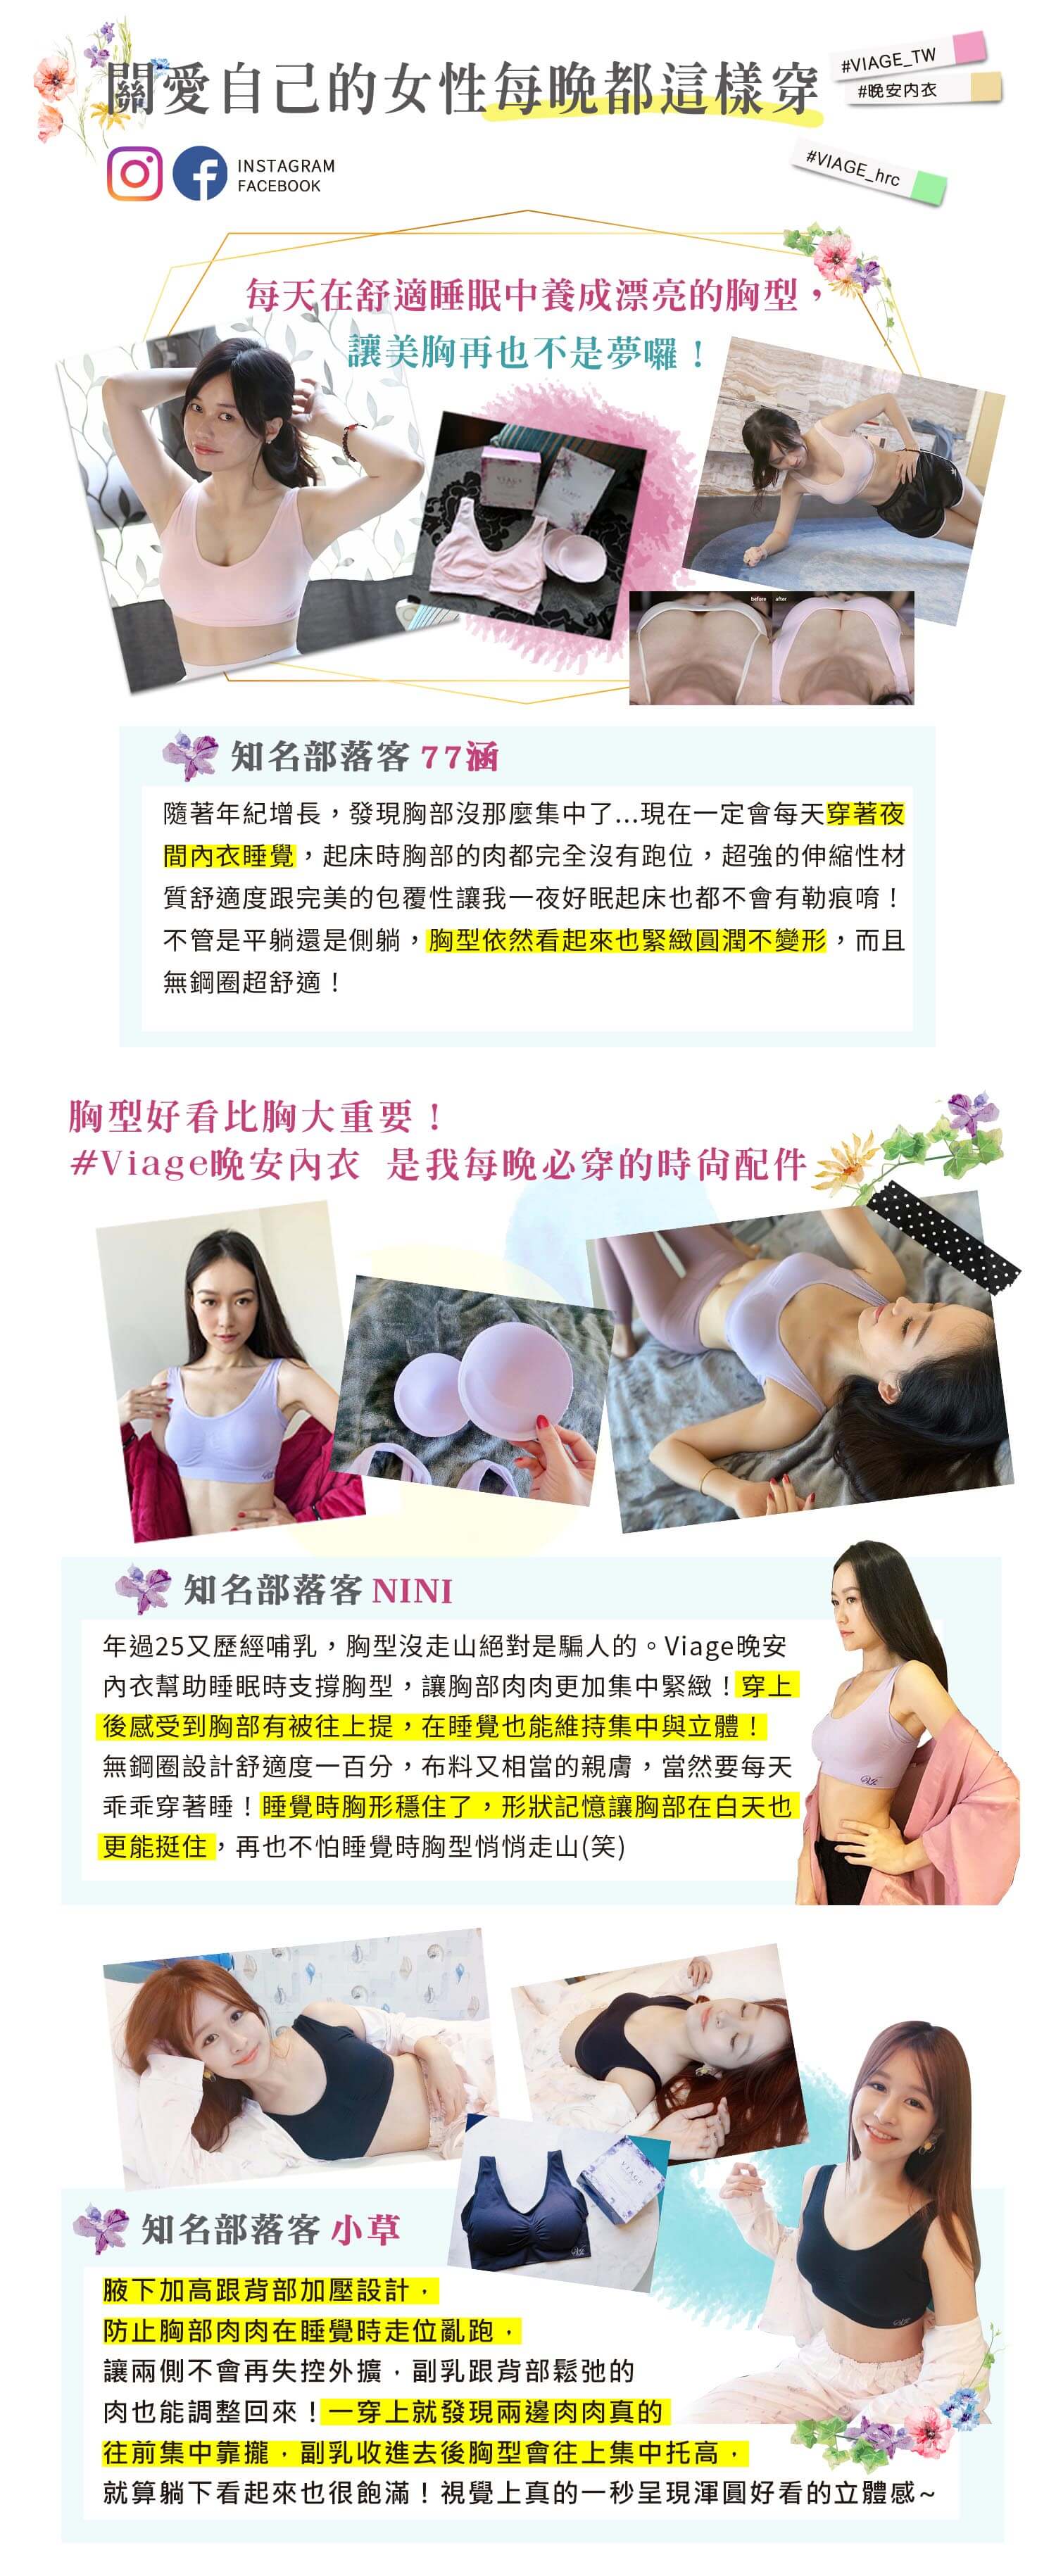 關愛自己的女性每晚都這樣穿
#VIAGE_TW
#晚安內衣
#VIAGE_hrc
INSTAGRAM
FACEBOOK
每天在舒適睡眠中養成漂亮的胸型，
讓美胸再也不是夢囉！
VIAGE
before
after
知名部落客 77涵
隨著年紀增長，發現胸部沒那麼集中了...現在一定會每天穿著夜
間內衣睡覺，起床時胸部的肉都完全沒有跑位，超強的伸縮性材
質舒適度跟完美的包覆性讓我一夜好眠起床也都不會有勒痕唷！
不管是平躺還是側躺，胸型依然看起來也緊緻圓潤不變形，而且
無鋼圈超舒適！
胸型好看比胸大重要！
#Viage晚安內衣 是我每晚必穿的時尚配件
知名部落客 NINI
年過25又歷經哺乳，胸型沒走山絕對是騙人的。Viage晚安
內衣幫助睡眠時支撐胸型，讓胸部肉肉更加集中緊緻！穿上
後感受到胸部有被往上提，在睡覺也能維持集中與立體！
無鋼圈設計舒適度一百分，布料又相當的親膚，當然要每天
乖乖穿著睡！睡覺時胸形穩住了，形狀記憶讓胸部在白天也
更能挺住，再也不怕睡覺時胸型悄悄走山(笑)
VIAGE
知名部落客 小草
腋下加高跟背部加壓設計，
防止胸部肉肉在睡覺時走位亂跑，
讓兩側不會再失控外擴，副乳跟背部鬆弛的
肉也能調整回來！一穿上就發現兩邊肉肉真的
往前集中靠攏，副乳收進去後胸型會往上集中托高，
就算躺下看起來也很飽滿！視覺上真的一秒呈現渾圓好看的立體感~